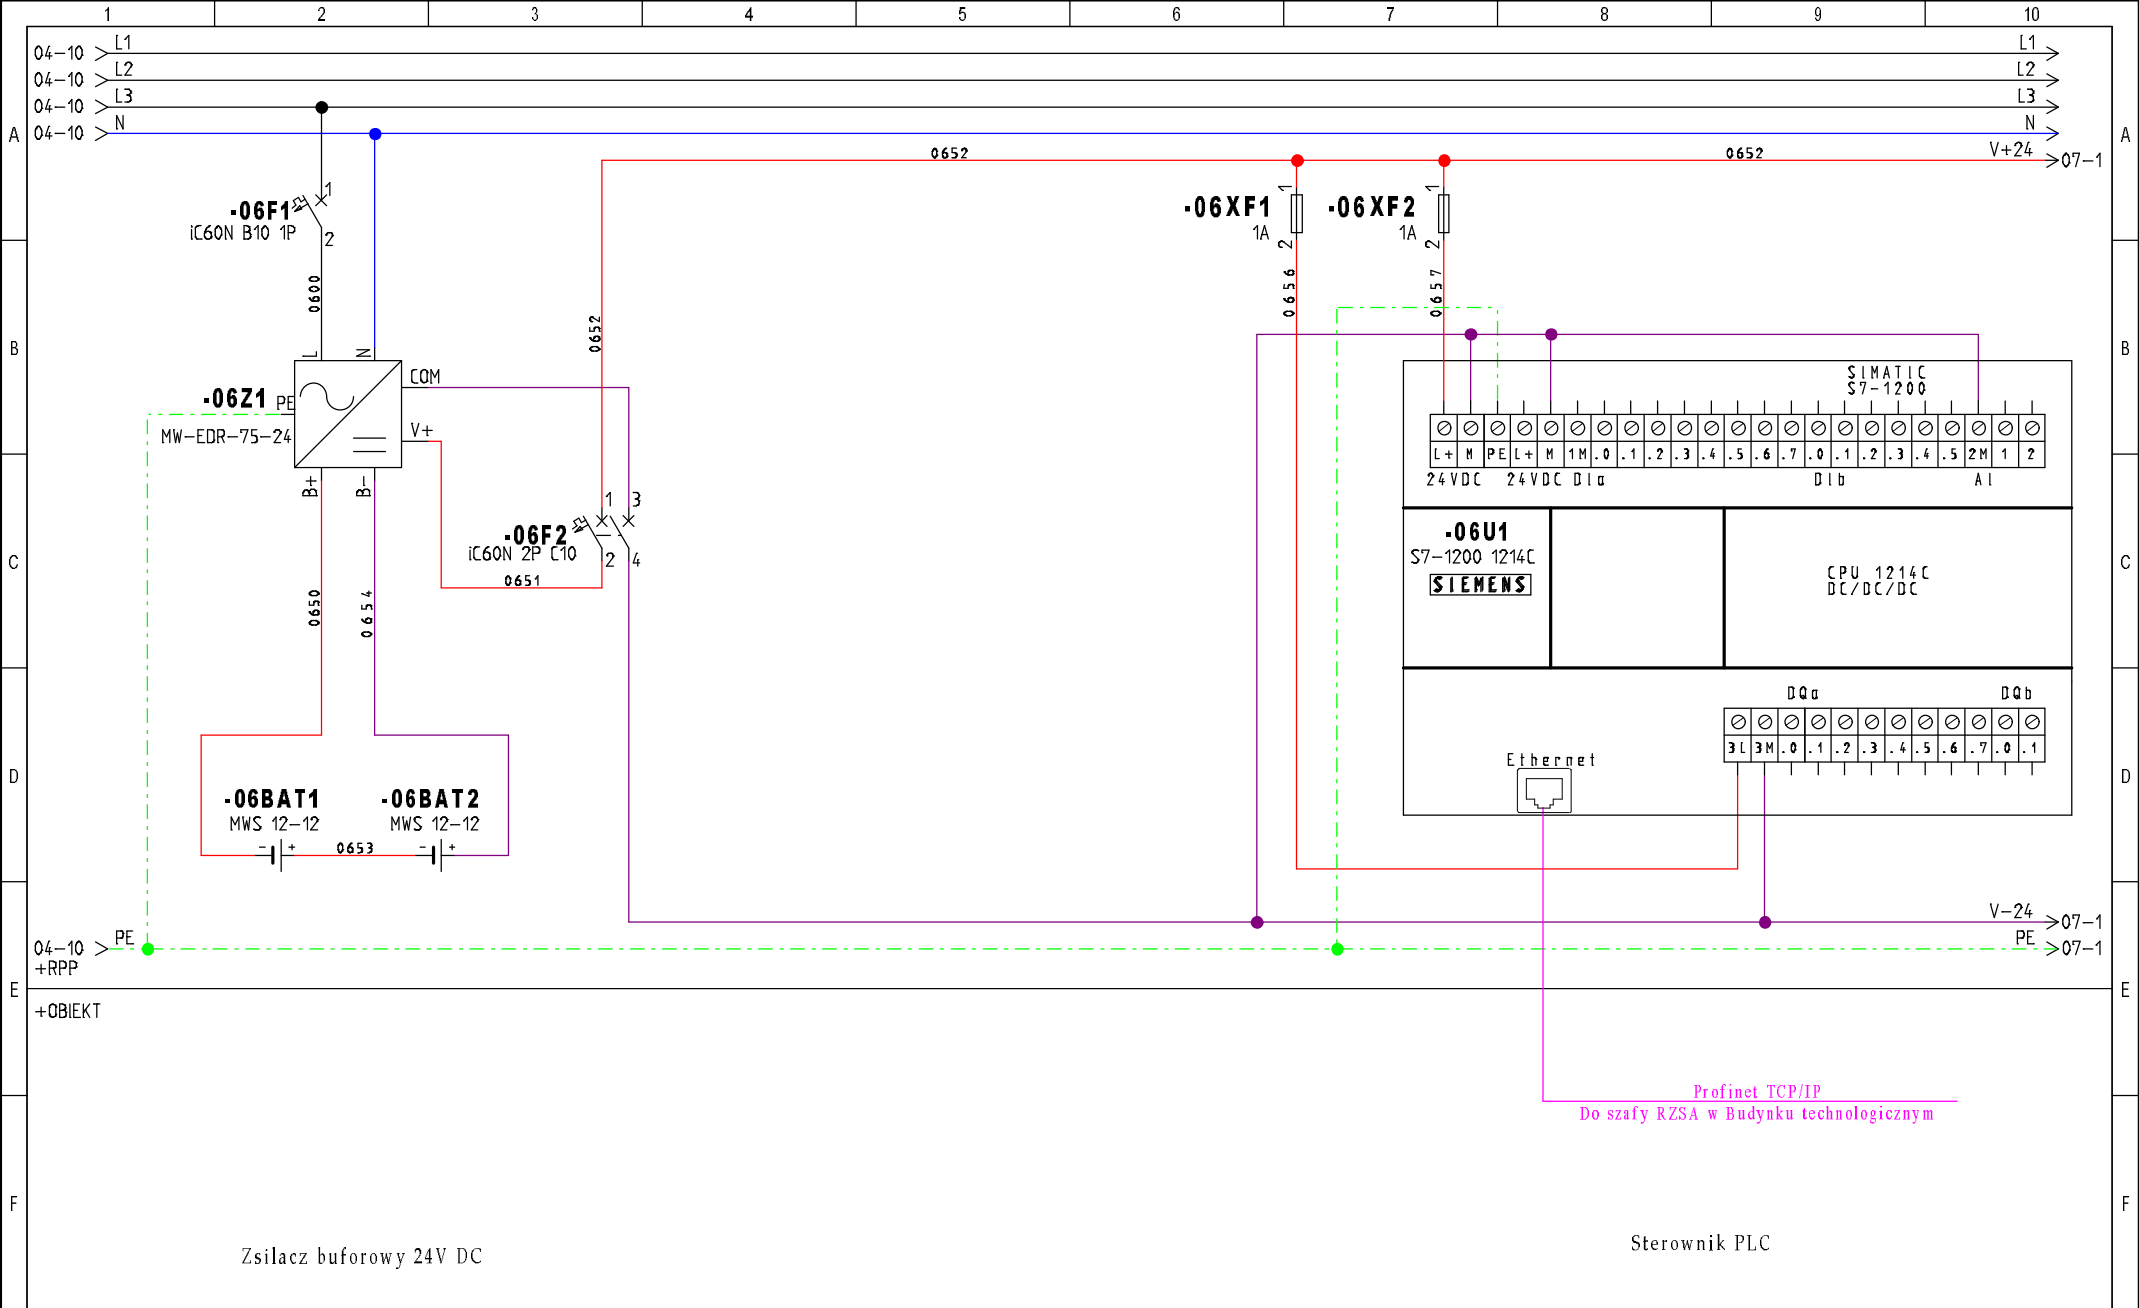 1 2 3 4 5 6 7 8 9 10
04-10 L1 L1
04-10 L2 L2
04-10 L3 L3
A 04-10 N N A
0652 0652 V+24 07-1
1 1 1
-06F1 -06XF1 -06XF2
iC60N B10 1P 1A 1A
2 2 2
0600 0656 0657
0652
B L N B
COM
SIMATIC
S7-1200
-06Z1 PE
MW-EDR-75-24 V+
L+ M PE L+ M 1M .0 .1 .2 .3 .4 .5 .6 .7 .0 .1 .2 .3 .4 .5 2M 1 2
24VDC 24VDC DIa DIb AI
B+ B-
1 3
-06F2
iC60N 2P C10
2 4
-06U1
S7-1200 1214C
SIEMENS
C CPU 1214C C
DC/DC/DC
0651
0650 0654
DQa DQb
3L 3M .0 .1 .2 .3 .4 .5 .6 .7 .0 .1
Ethernet
D D
-06BAT1 -06BAT2
MWS 12-12 MWS 12-12
- + 0653 - +
V-24 07-1
04-10 PE PE 07-1
+RPP
E E
+OBIEKT
Profinet TCP/IP
Do szafy RZSA w Budynku technologicznym
F F
Zsilacz buforowy 24V DC
Sterownik PLC